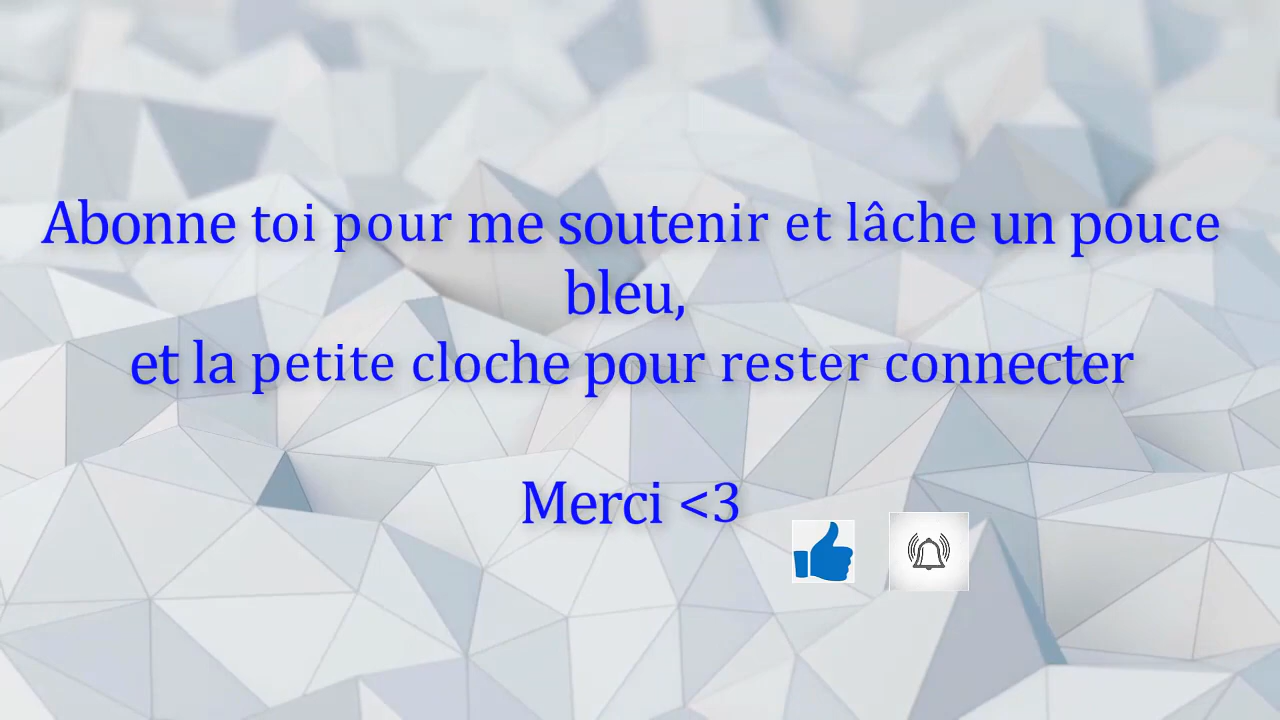 Abonne toi pour me soutenir et lâche un pouce
bleu,
et la petite cloche pour rester connecter
Merci <3